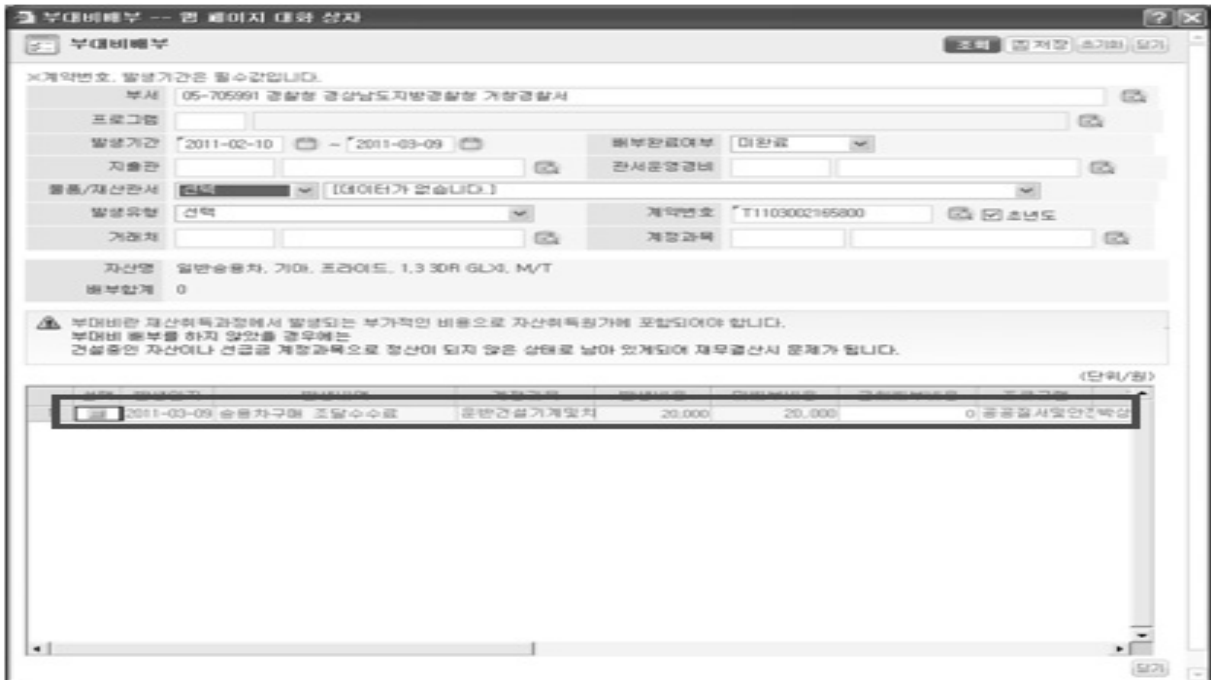 부대비배부 -- 웹 페이지 대화 상자
부대비배부 조회 저장 초기화 닫기
※계약번호, 발생기간은 필수값입니다.
부서 05-705991 경찰청 경상남도지방경찰청 거창경찰서
프로그램
발생기간 2011-02-10 ~ 2011-03-09 배부완료여부 미완료
지출관 관서운영경비
물품/재산관서 선택 [데이터가 없습니다.]
발생유형 선택 계약번호 T1103002165800 초년도
거래처 계정과목
자산명 일반승용차, 기아, 프라이드, 1,3 3DR GLXI, M/T
배부합계 0
부대비란 재산취득과정에서 발생되는 부가적인 비용으로 자산취득원가에 포함되어야 합니다.
부대비 배부를 하지 않았을 경우에는
건설중인 자산이나 선급금 계정과목으로 정산이 되지 않은 상태로 남아 있게되어 재무결산시 문제가 됩니다.
(단위/원)
2011-03-09 승용차구매 조달수수료 운반건설기계및차 20,000 20,000 0 공공질서및안전 박상
닫기